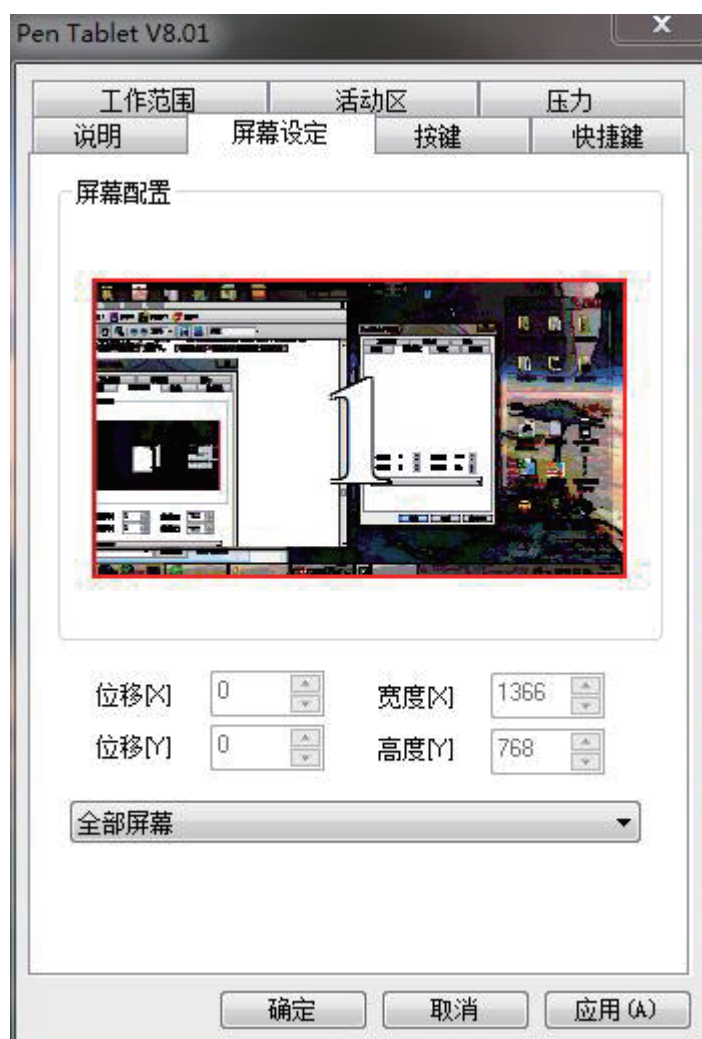 Pen Tablet V8.01
工作范围 活动区 压力
说明 屏幕设定 按键 快捷鍵
屏幕配置
1
位移[X] 0 宽度[X] 1366
位移[Y] 0 高度[Y] 768
全部屏幕
确定 取消 应用(A)